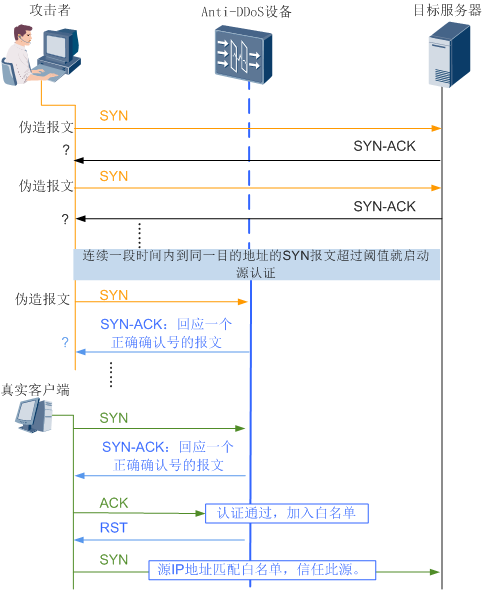 攻击者
Anti-DDoS设备
目标服务器
SYN
伪造报文
?
SYN-ACK
SYN
伪造报文
?
SYN-ACK
连续一段时间内到同一目的地址的SYN报文超过阈值就启动
源认证
伪造报文
SYN
SYN-ACK：回应一个
正确确认号的报文
?
真实客户端
SYN
SYN-ACK：回应一个
正确确认号的报文
ACK
认证通过，加入白名单
RST
SYN
源IP地址匹配白名单，信任此源。